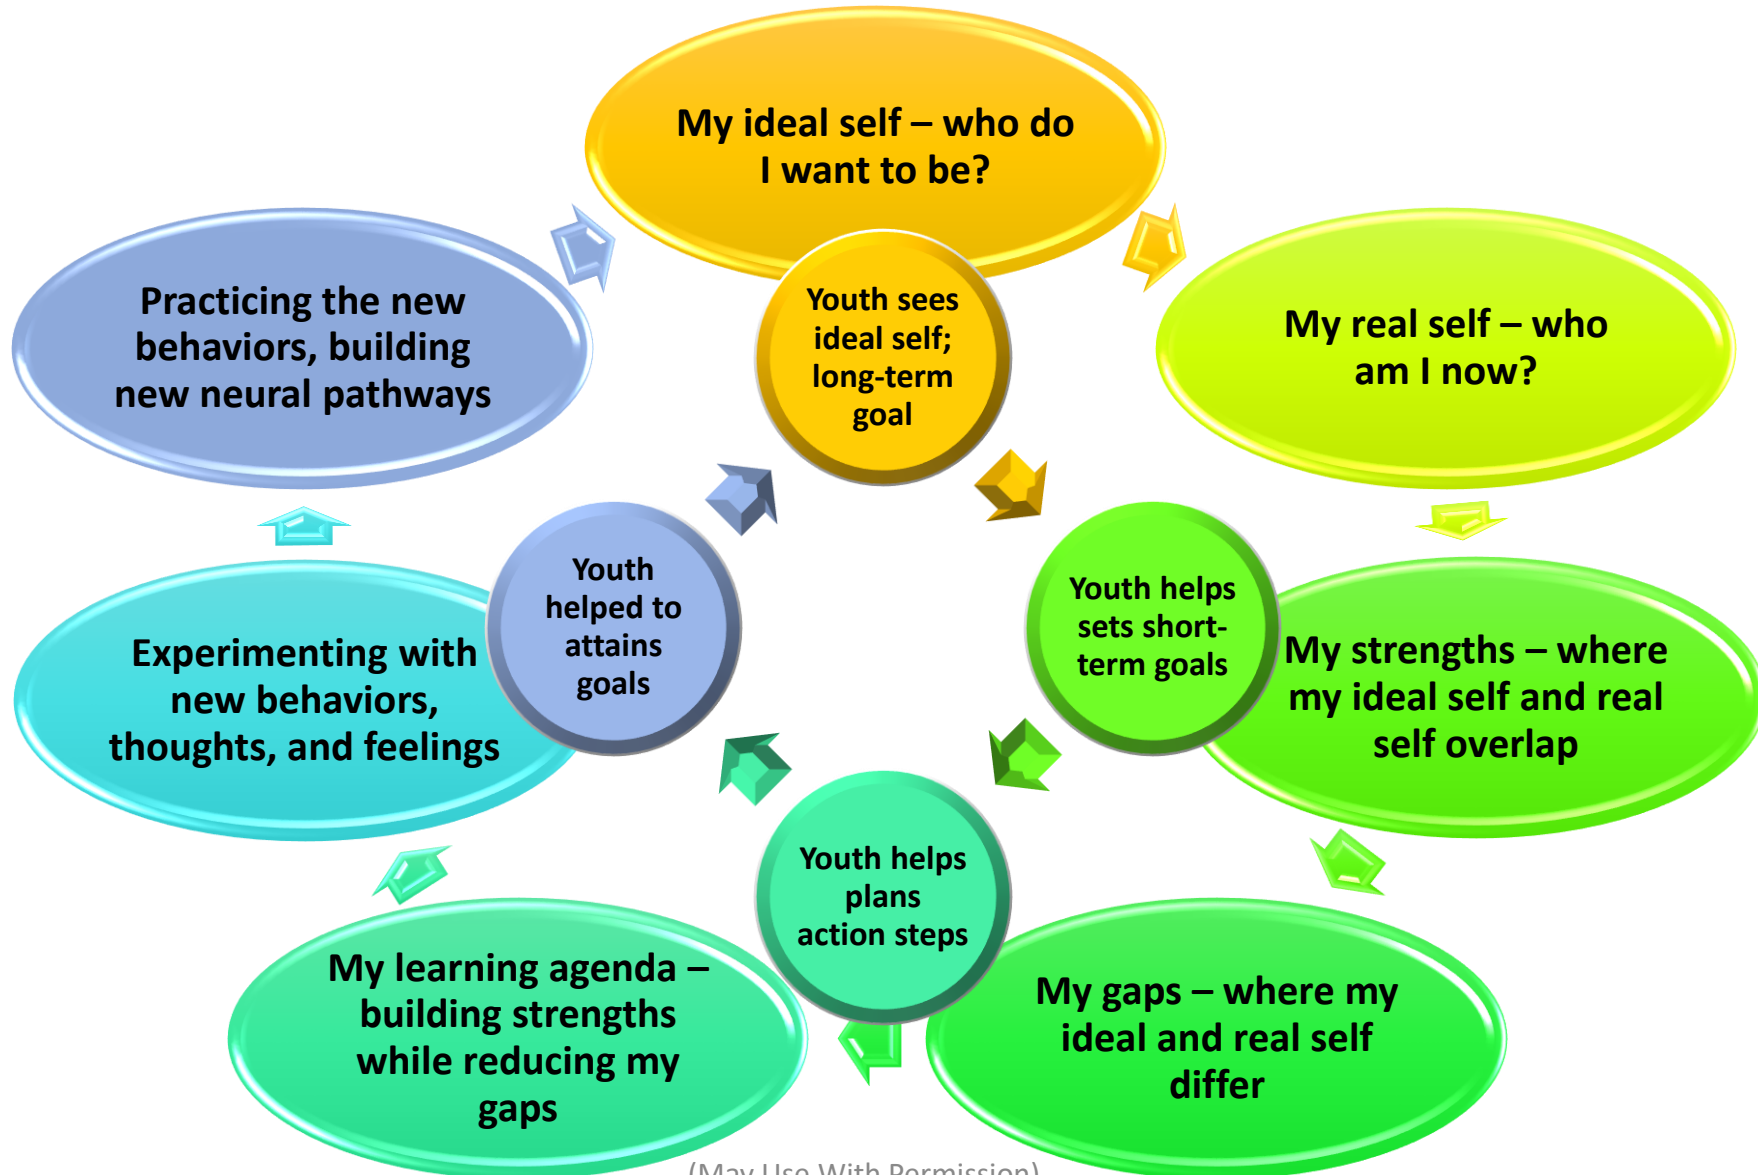 My ideal self – who do
I want to be?
My real self – who
am I now?
My strengths – where
my ideal self and real
self overlap
My gaps – where my
ideal and real self
differ
My learning agenda –
building strengths
while reducing my
gaps
Experimenting with
new behaviors,
thoughts, and feelings
Practicing the new
behaviors, building
new neural pathways
Youth sees
ideal self;
long-term
goal
Youth helps
sets short-
term goals
Youth helps
plans
action steps
Youth
helped to
attains
goals
(May Use With Permission)